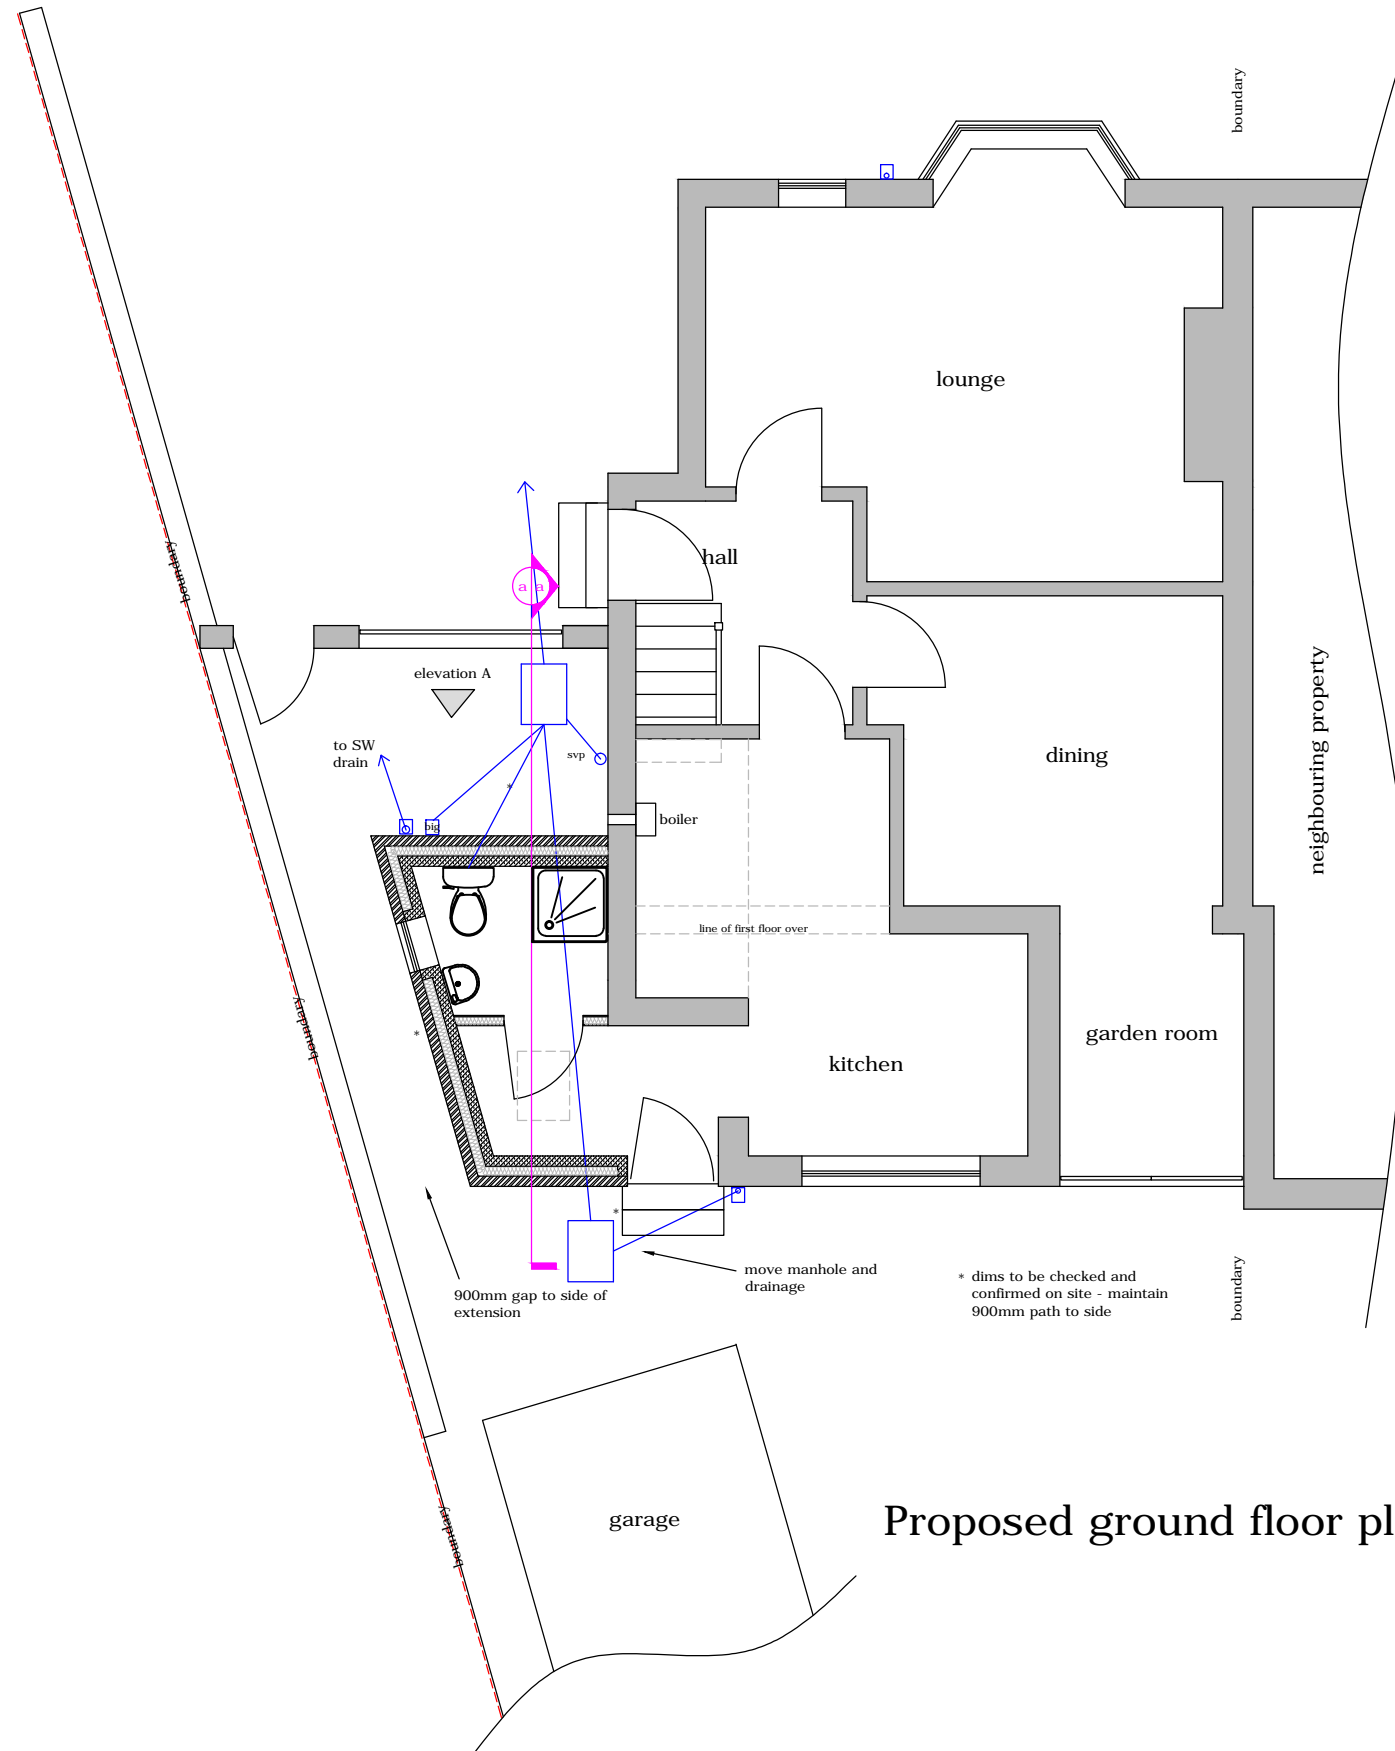 boundary
lounge
hall
a a
boundary
elevation A
neighbouring property
to SW
drain
svp
*
dining
big
boiler
line of first floor over
boundary
*
garden room
kitchen
*
move manhole and
drainage
900mm gap to side of
extension
* dims to be checked and
confirmed on site - maintain
900mm path to side
boundary
garage
Proposed ground floor pl
boundary